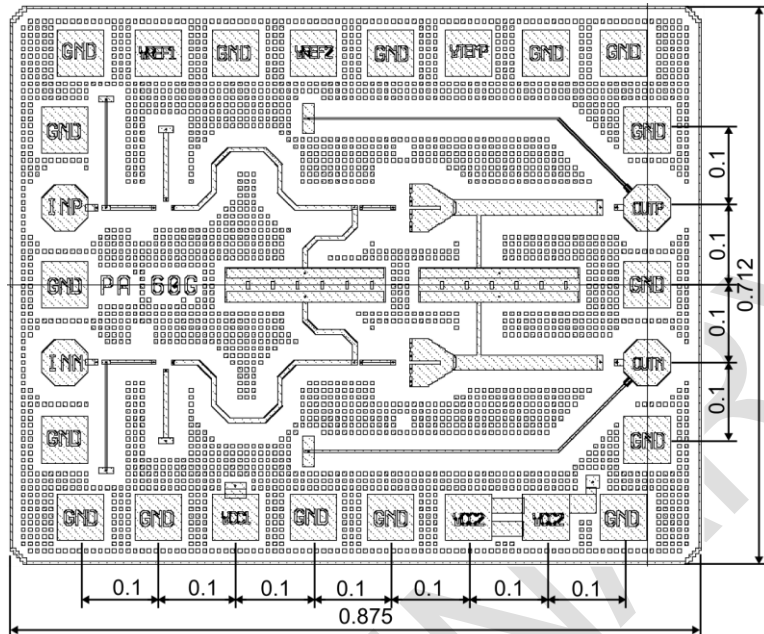 GND VREF1 GND VREF2 GND VTEMP GND GND
GND GND
INP OUTP
0.1
0.1
GND PA 60G GND
0.712
0.1
INN OUTN
0.1
GND GND
GND GND VCC1 GND GND VCC2 VCC2 GND
0.1 0.1 0.1 0.1 0.1 0.1 0.1
0.875